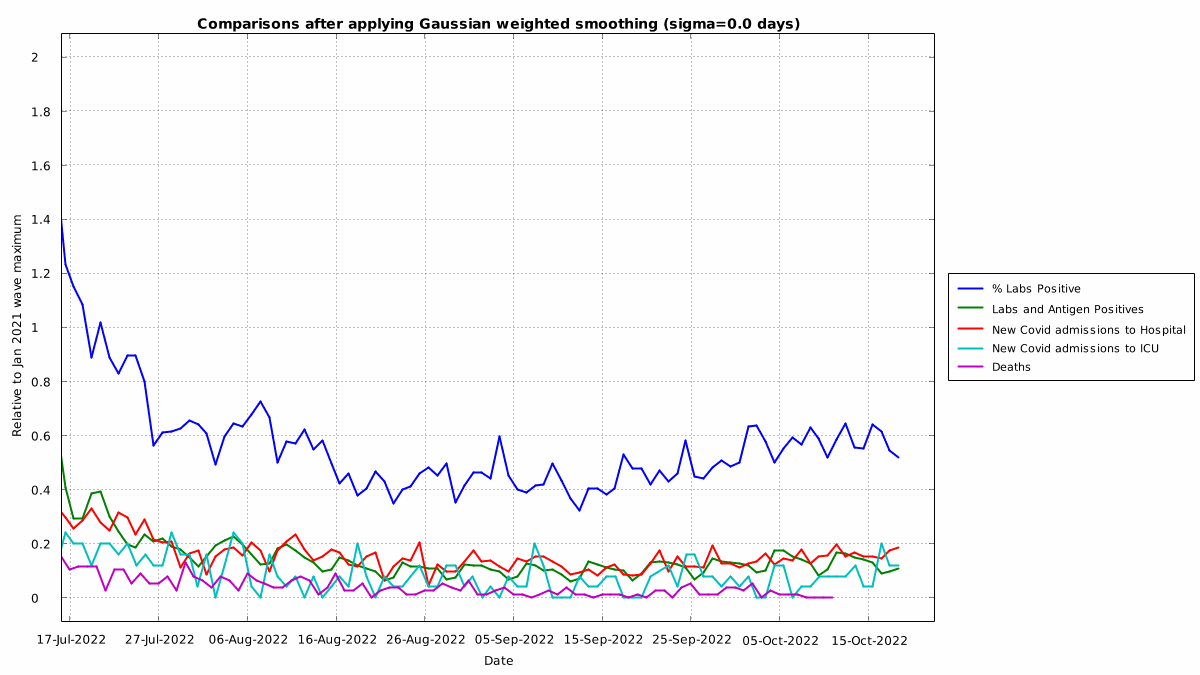 Comparisons after applying Gaussian weighted smoothing (sigma=0.0 days)
2
1.8
1.6
1.4
1.2
1
0.8
0.6
0.4
0.2
0
Relative to Jan 2021 wave maximum
17-Jul-2022 27-Jul-2022 06-Aug-2022 16-Aug-2022 26-Aug-2022 05-Sep-2022 15-Sep-2022 25-Sep-2022 05-Oct-2022 15-Oct-2022
Date
% Labs Positive
Labs and Antigen Positives
New Covid admissions to Hospital
New Covid admissions to ICU
Deaths